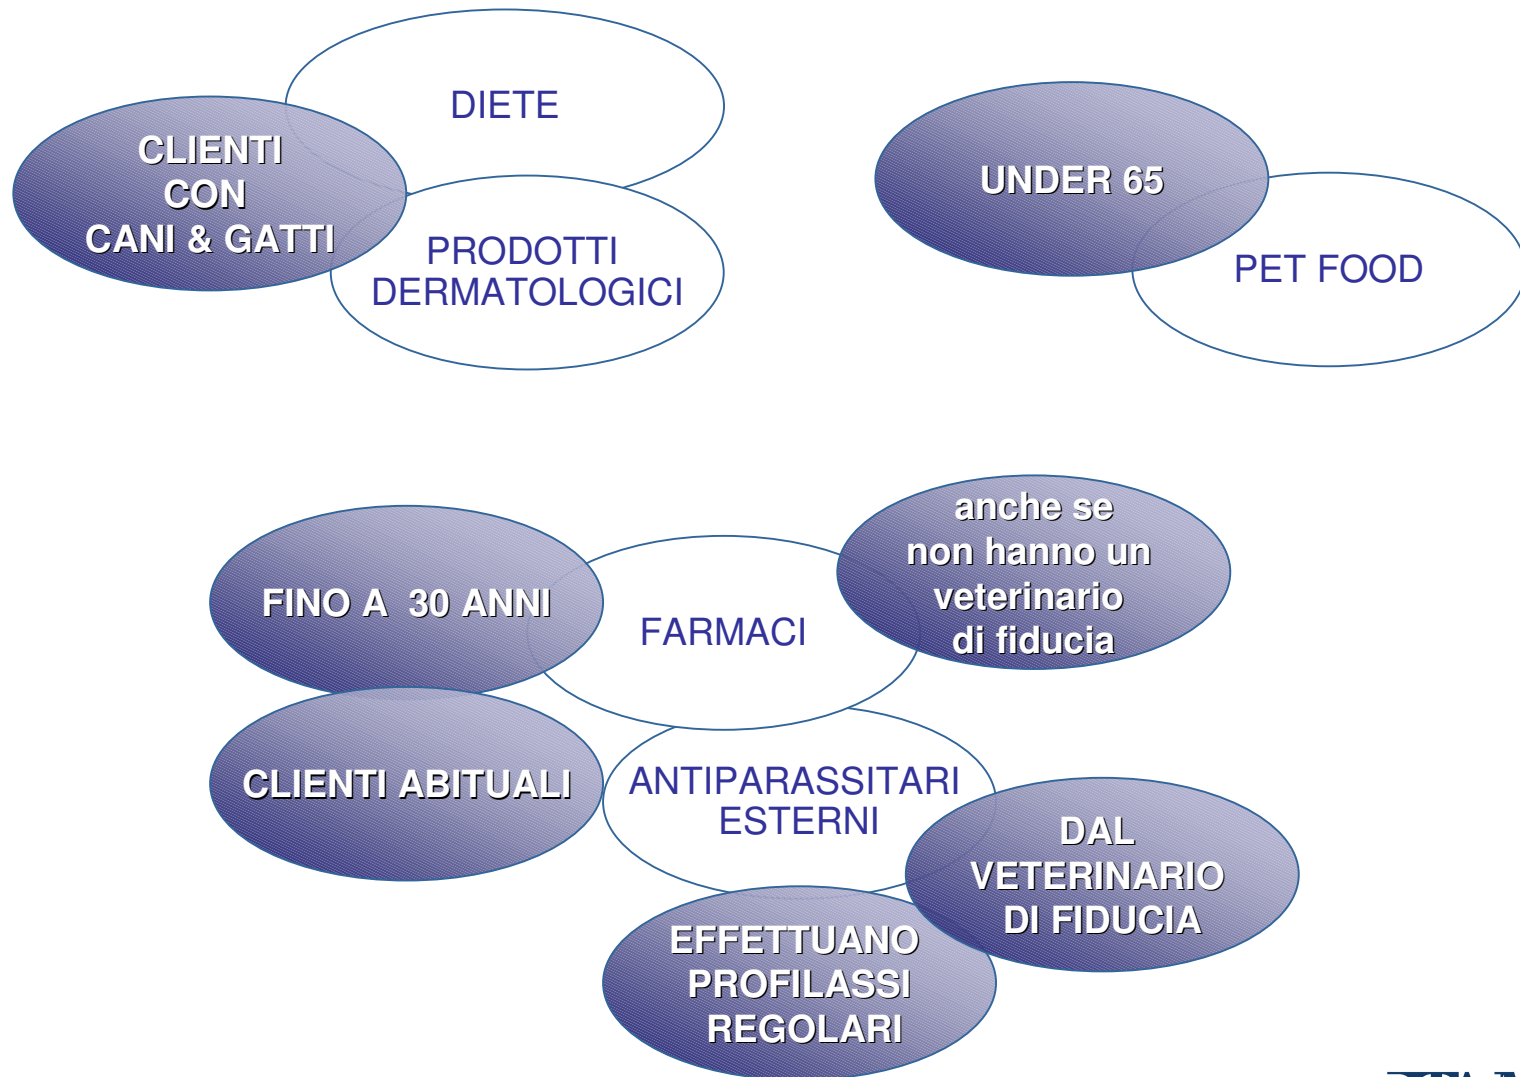 DIETE
CLIENTI
CON
CANI & GATTI
PRODOTTI
DERMATOLOGICI
UNDER 65
PET FOOD
anche se
non hanno un
veterinario
di fiducia
FINO A 30 ANNI
FARMACI
CLIENTI ABITUALI
ANTIPARASSITARI
ESTERNI
DAL
VETERINARIO
DI FIDUCIA
EFFETTUANO
PROFILASSI
REGOLARI